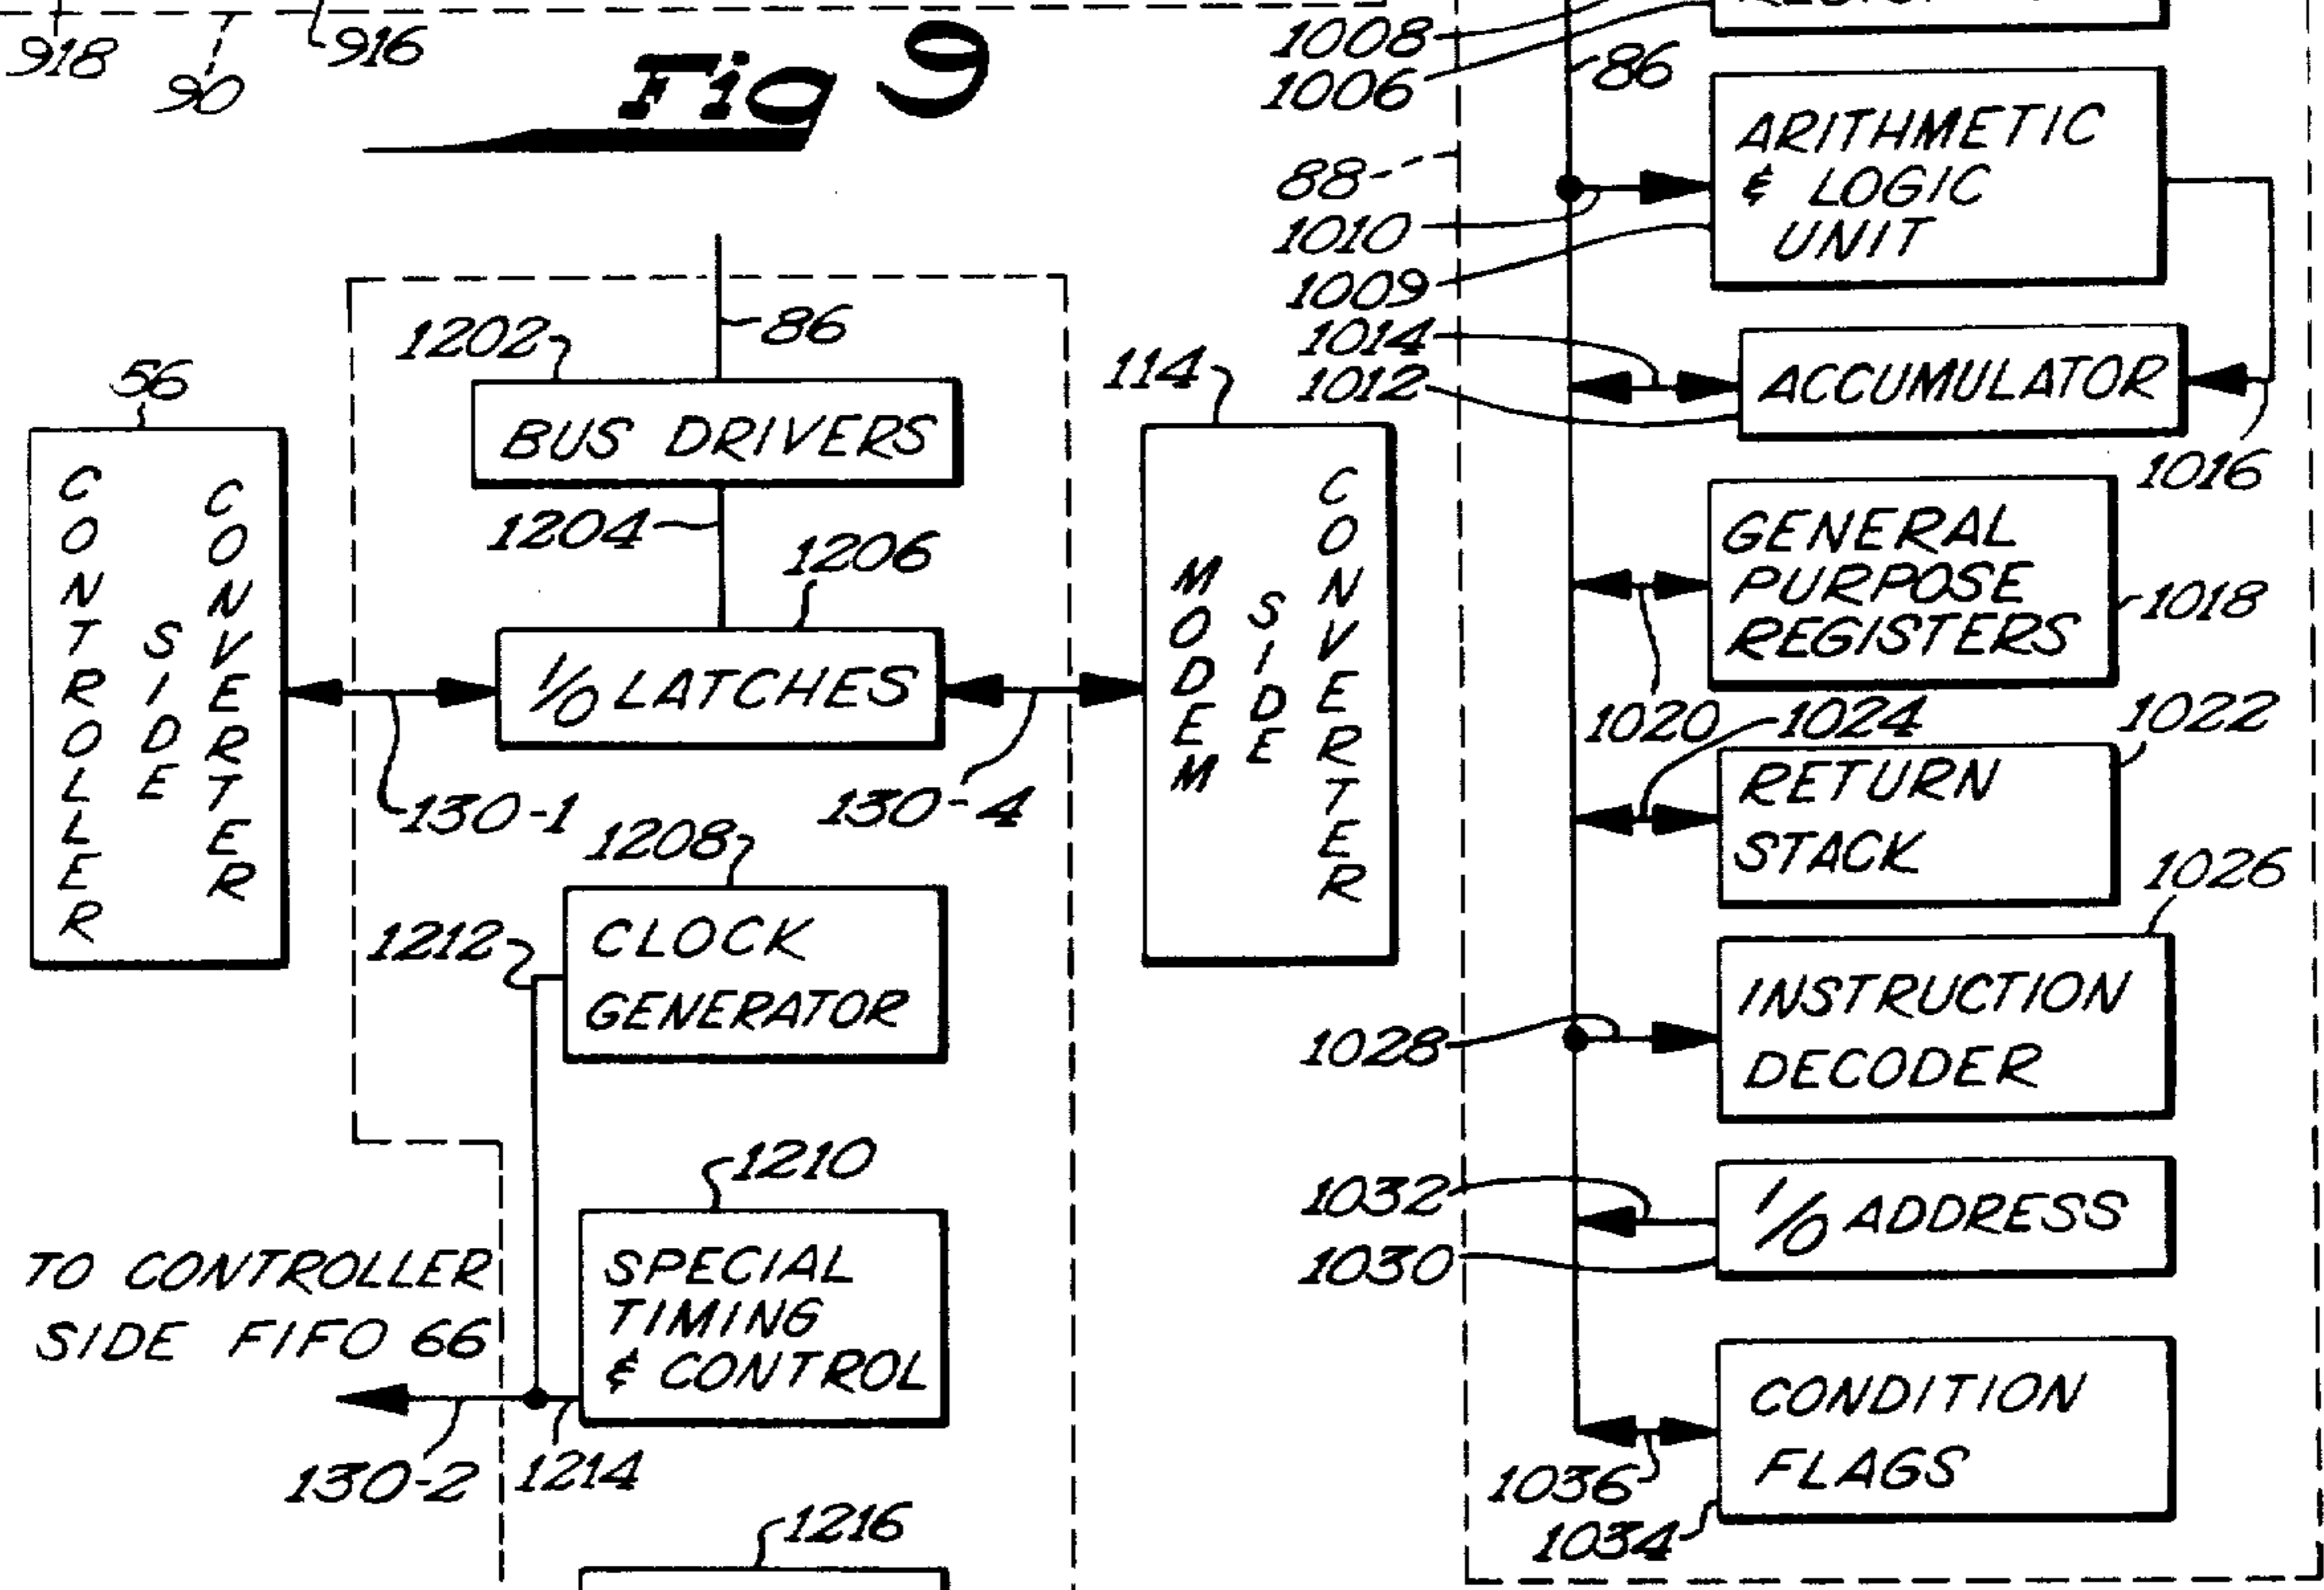 918
90
916
Fig 9
86
1202
BUS DRIVERS
56
CONTROLLER
SIDE
CONVERTER
1204
1206
I/O LATCHES
130-1
130-4
114
MODEM
SIDE
CONVERTER
1208
CLOCK
GENERATOR
1212
1210
SPECIAL
TIMING
& CONTROL
TO CONTROLLER
SIDE FIFO 66
130-2
1214
1216
1008
1006
86
88
ARITHMETIC
& LOGIC
UNIT
1010
1009
1014
1012
ACCUMULATOR
1016
GENERAL
PURPOSE
REGISTERS
1018
1020
1024
1022
RETURN
STACK
1026
INSTRUCTION
DECODER
1028
1032
I/O ADDRESS
1030
CONDITION
FLAGS
1036
1034